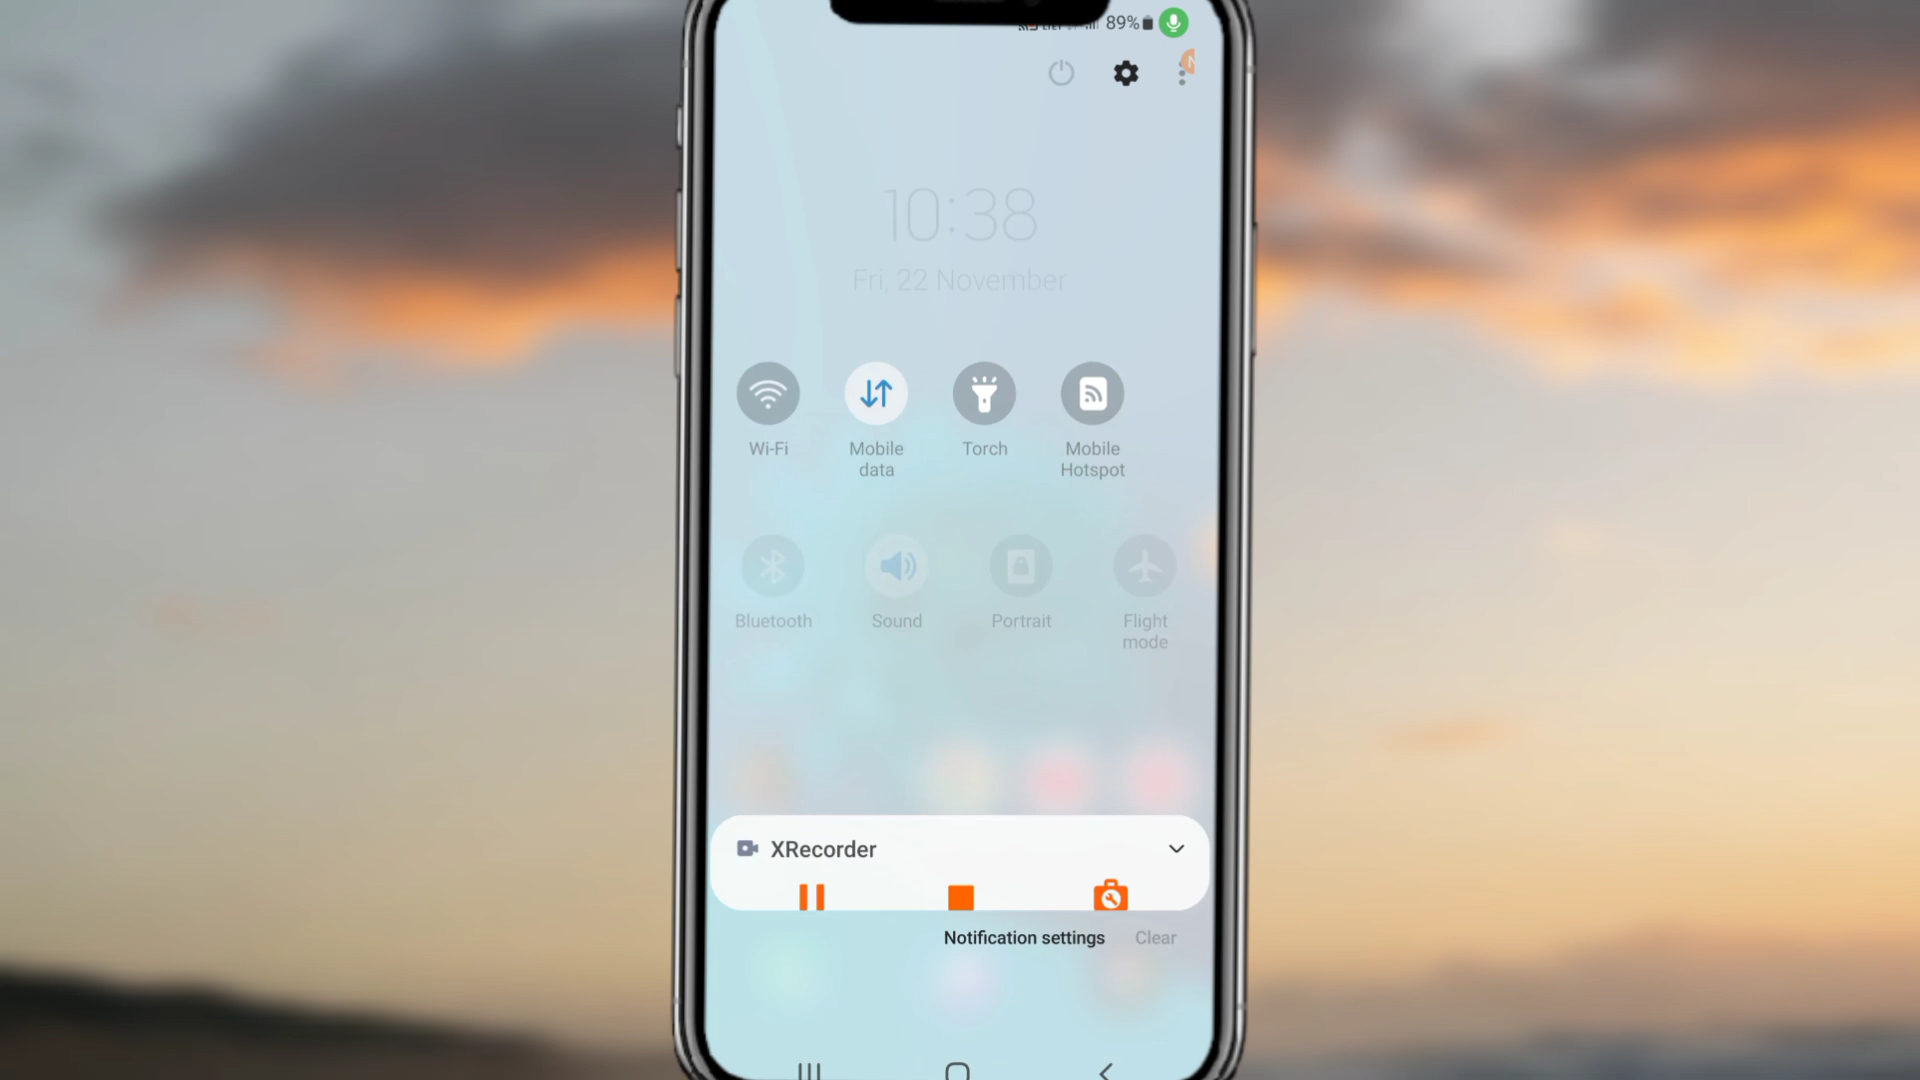 89%
10:38
Fri, 22 November
Wi-Fi
Mobile data
Torch
Mobile Hotspot
Bluetooth
Sound
Portrait
Flight mode
XRecorder
Notification settings
Clear